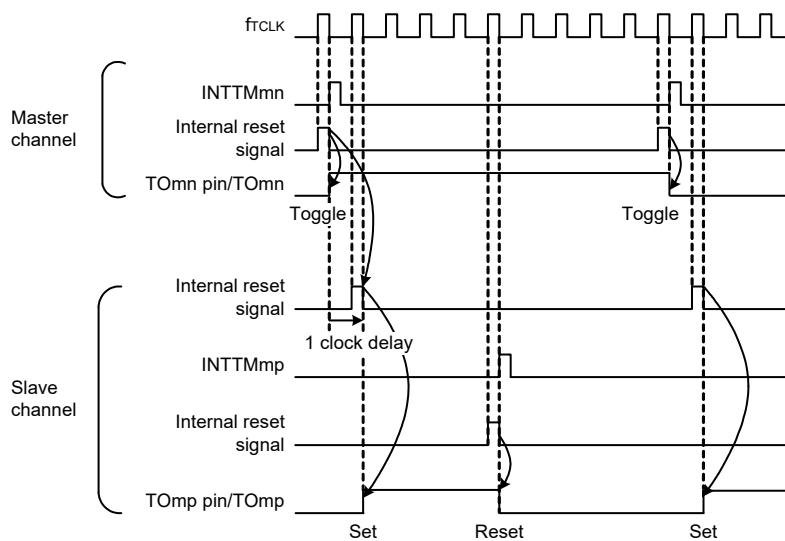 fTCLK
Master
channel
INTTMmn
Internal reset
signal
TOmn pin/TOmn
Toggle
Toggle
Slave
channel
Internal reset
signal
1 clock delay
INTTMmp
Internal reset
signal
TOmp pin/TOmp
Set
Reset
Set